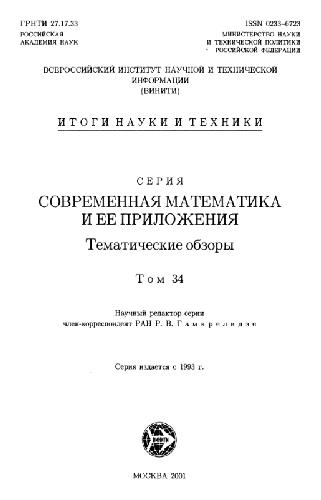 ГРНТИ 27.17.33
ISSN 0233–6723
РОССИЙСКАЯ
АКАДЕМИЯ НАУК
МИНИСТЕРСТВО НАУКИ
И ТЕХНИЧЕСКОЙ ПОЛИТИКИ
РОССИЙСКОЙ ФЕДЕРАЦИИ
ВСЕРОССИЙСКИЙ ИНСТИТУТ НАУЧНОЙ И ТЕХНИЧЕСКОЙ
ИНФОРМАЦИИ
(ВИНИТИ)
ИТОГИ НАУКИ И ТЕХНИКИ
СЕРИЯ
СОВРЕМЕННАЯ МАТЕМАТИКА
И ЕЕ ПРИЛОЖЕНИЯ
Тематические обзоры
Том 34
Научный редактор серии
член-корреспондент РАН Р. В. Гамкрелидзе
Серия издается с 1993 г.
ВИНИТИ
МОСКВА 2001